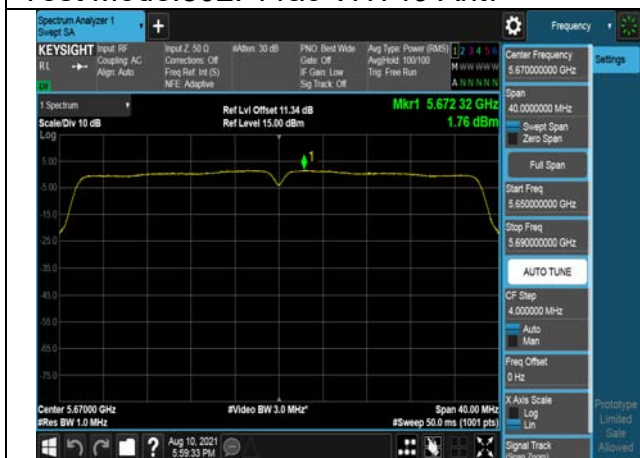 Spectrum Analyzer 1
Swept SA
+
Frequency
KEYSIGHT
RL
Input: RF
Coupling: AC
Align: Auto
Input Z: 50 Ω
Corrections: Off
Freq Ref: Int (S)
NFE: Adaptive
#Atten: 30 dB
PNO: Best Wide
Gate: Off
IF Gain: Low
Sig Track: Off
Avg Type: Power (RMS)
Avg|Hold: 100/100
Trig: Free Run
1 2 3 4 5 6
M W W W W W
A N N N N N
1 Spectrum
Scale/Div 10 dB
Log
Ref Lvl Offset 11.34 dB
Ref Level 15.00 dBm
Mkr1 5.672 32 GHz
1.76 dBm
1
5.00
-5.00
-15.0
-25.0
-35.0
-45.0
-55.0
-65.0
-75.0
Center 5.67000 GHz
#Res BW 1.0 MHz
#Video BW 3.0 MHz*
Span 40.00 MHz
#Sweep 50.0 ms (1001 pts)
Center Frequency
5.670000000 GHz
Settings
Span
40.0000000 MHz
Swept Span
Zero Span
Full Span
Start Freq
5.650000000 GHz
Stop Freq
5.690000000 GHz
AUTO TUNE
CF Step
4.000000 MHz
Auto
Man
Freq Offset
0 Hz
X Axis Scale
Log
Lin
Signal Track
(Span Zoom)
Prototype
Limited
Sale
Allowed
?
Aug 10, 2021
5:59:33 PM